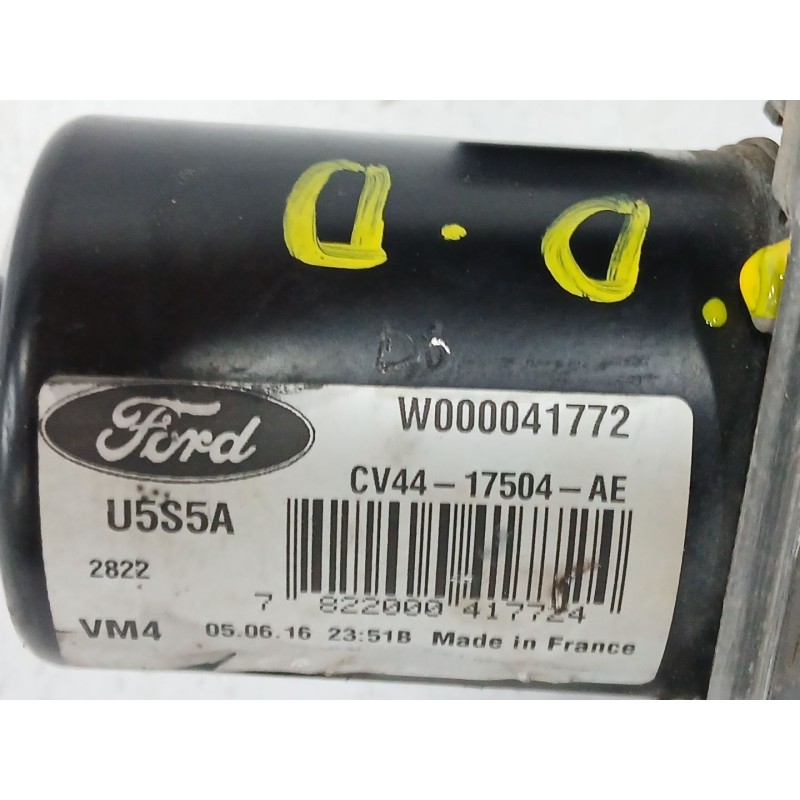 D.D.
D6
Ford
W000041772
CV44-17504-AE
U5S5A
2822
7 822000 417724
VM4 05.06.16 23:51B Made in France